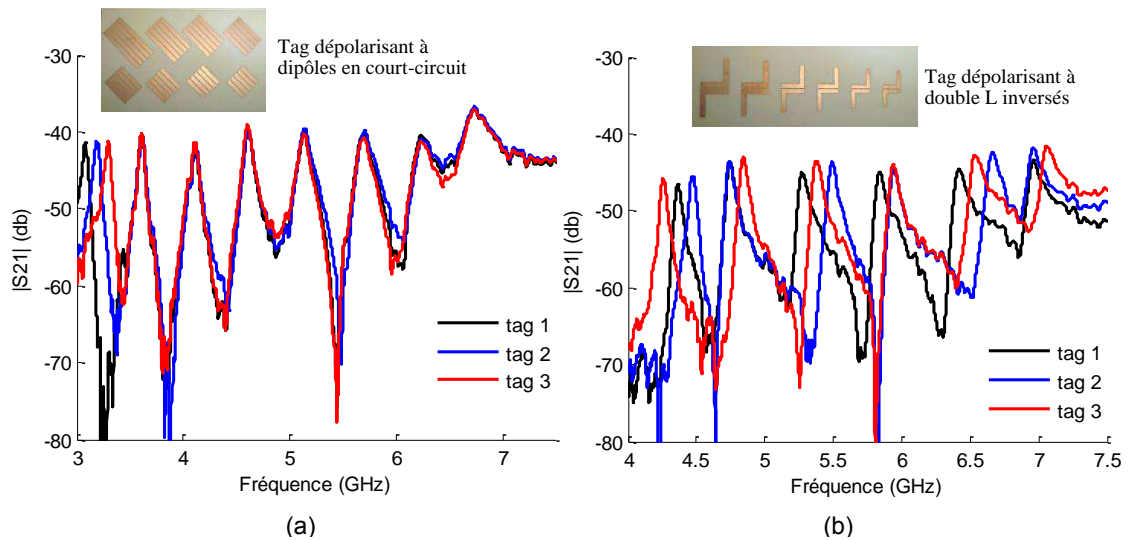 Tag dépolarisant à
dipôles en court-circuit
-30
-40
-50
-60
-70
-80
|S21| (db)
tag 1
tag 2
tag 3
3
4
5
6
7
Fréquence (GHz)
(a)
Tag dépolarisant à
double L inversés
-30
-40
-50
-60
-70
-80
|S21| (db)
tag 1
tag 2
tag 3
4
4.5
5
5.5
6
6.5
7
7.5
Fréquence (GHz)
(b)